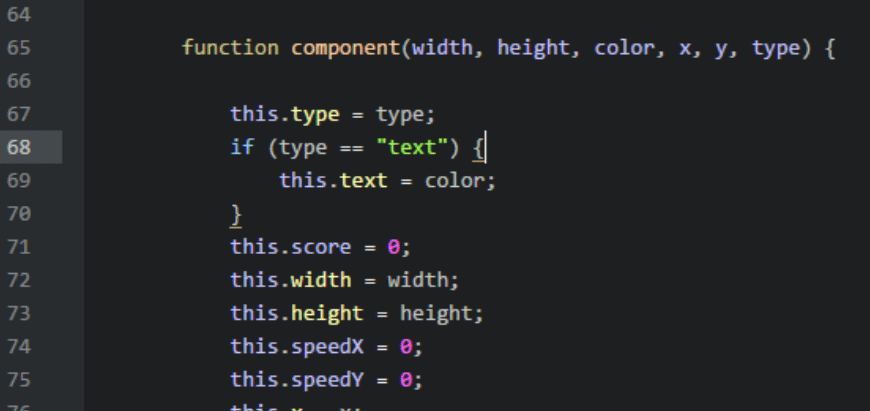 64
65 function component(width, height, color, x, y, type) {
66
67 this.type = type;
68 if (type == "text") {
69 this.text = color;
70 }
71 this.score = 0;
72 this.width = width;
73 this.height = height;
74 this.speedX = 0;
75 this.speedY = 0;
76 this.x = x;